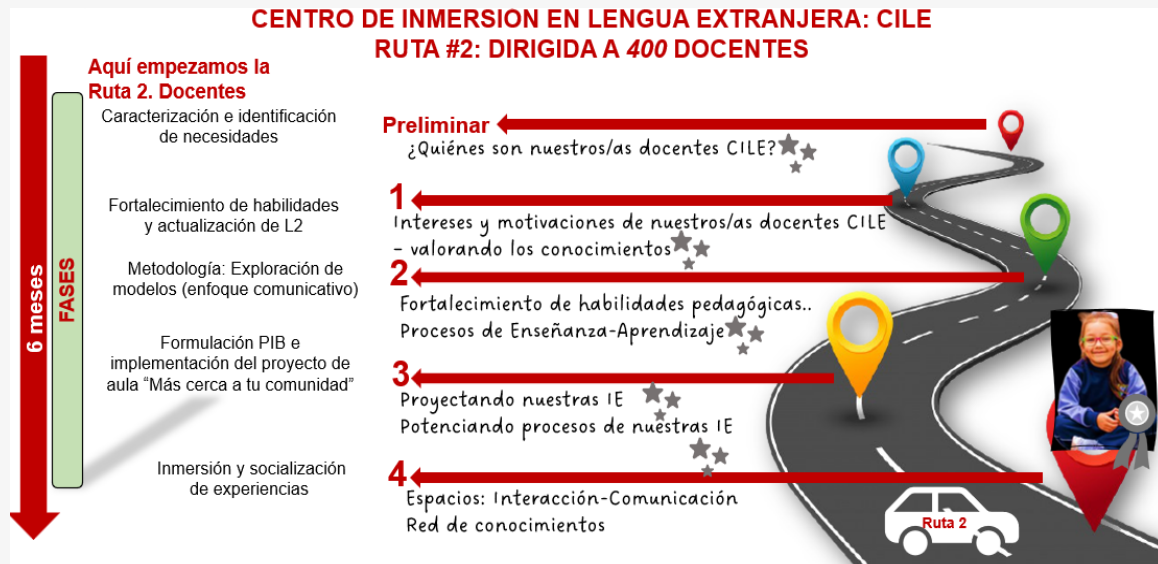 CENTRO DE INMERSION EN LENGUA EXTRANJERA: CILE
RUTA #2: DIRIGIDA A 400 DOCENTES
Aquí empezamos la
Ruta 2. Docentes
6 meses
FASES
Caracterización e identificación
de necesidades
Fortalecimiento de habilidades
y actualización de L2
Metodología: Exploración de
modelos (enfoque comunicativo)
Formulación PIB e
implementación del proyecto de
aula “Más cerca a tu comunidad”
Inmersión y socialización
de experiencias
Preliminar
¿Quiénes son nuestros/as docentes CILE?
1
Intereses y motivaciones de nuestros/as docentes CILE
- valorando los conocimientos
2
Fortalecimiento de habilidades pedagógicas..
Procesos de Enseñanza-Aprendizaje
3
Proyectando nuestras IE
Potenciando procesos de nuestras IE
4
Espacios: Interacción-Comunicación
Red de conocimientos
Ruta 2